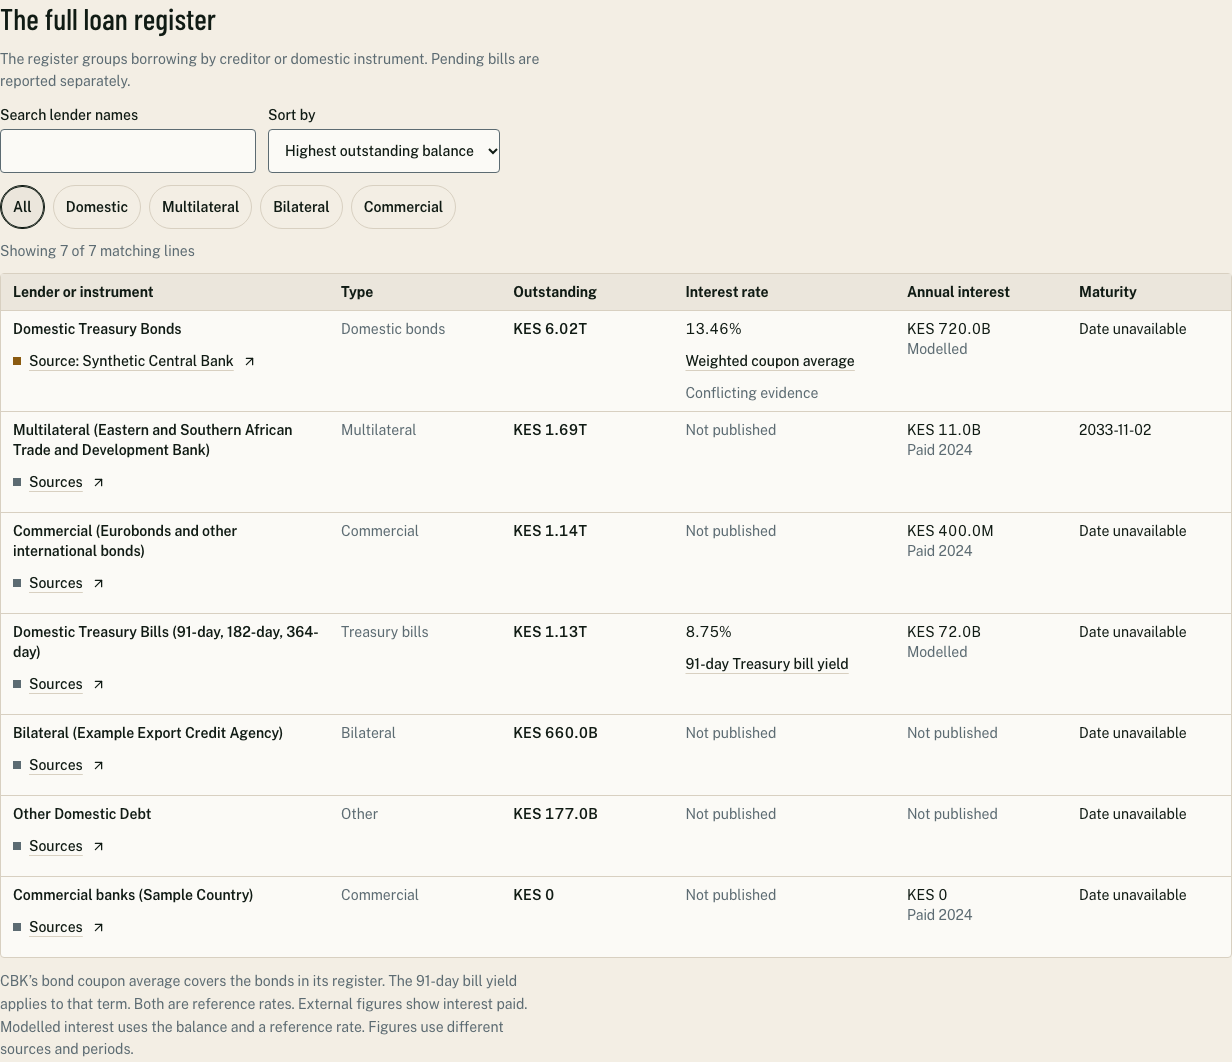 The full loan register
The register groups borrowing by creditor or domestic instrument. Pending bills are
reported separately.
Search lender names
Sort by
Highest outstanding balance
All
Domestic
Multilateral
Bilateral
Commercial
Showing 7 of 7 matching lines
Lender or instrument
Type
Outstanding
Interest rate
Annual interest
Maturity
Domestic Treasury Bonds
Source: Synthetic Central Bank ↗
Domestic bonds
KES 6.02T
13.46%
Weighted coupon average
Conflicting evidence
KES 720.0B
Modelled
Date unavailable
Multilateral (Eastern and Southern African
Trade and Development Bank)
Sources ↗
Multilateral
KES 1.69T
Not published
KES 11.0B
Paid 2024
2033-11-02
Commercial (Eurobonds and other
international bonds)
Sources ↗
Commercial
KES 1.14T
Not published
KES 400.0M
Paid 2024
Date unavailable
Domestic Treasury Bills (91-day, 182-day, 364-
day)
Sources ↗
Treasury bills
KES 1.13T
8.75%
91-day Treasury bill yield
KES 72.0B
Modelled
Date unavailable
Bilateral (Example Export Credit Agency)
Sources ↗
Bilateral
KES 660.0B
Not published
Not published
Date unavailable
Other Domestic Debt
Sources ↗
Other
KES 177.0B
Not published
Not published
Date unavailable
Commercial banks (Sample Country)
Sources ↗
Commercial
KES 0
Not published
KES 0
Paid 2024
Date unavailable
CBK’s bond coupon average covers the bonds in its register. The 91-day bill yield
applies to that term. Both are reference rates. External figures show interest paid.
Modelled interest uses the balance and a reference rate. Figures use different
sources and periods.